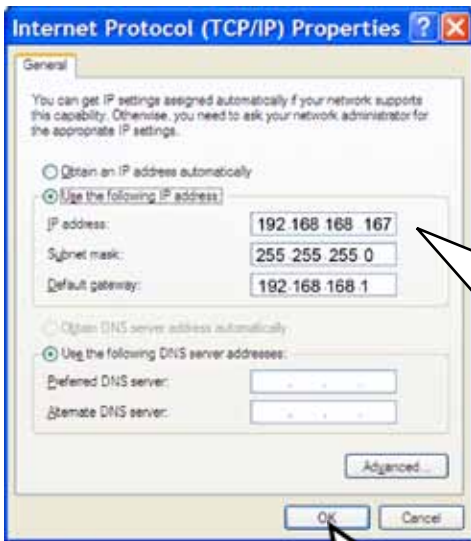 Internet Protocol (TCP/IP) Properties
General
You can get IP settings assigned automatically if your network supports
this capability. Otherwise, you need to ask your network administrator for
the appropriate IP settings.
Obtain an IP address automatically
Use the following IP address:
IP address: 192.168.168.167
Subnet mask: 255.255.255.0
Default gateway: 192.168.168.1
Obtain DNS server address automatically
Use the following DNS server addresses:
Preferred DNS server:
Alternate DNS server:
Advanced...
OK Cancel